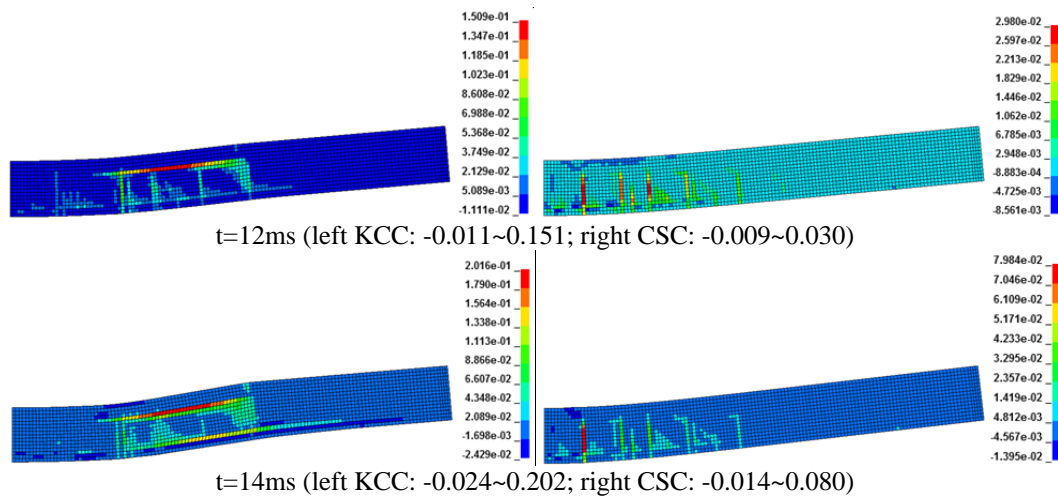 1.509e-01
1.347e-01
1.185e-01
1.023e-01
8.608e-02
6.988e-02
5.368e-02
3.749e-02
2.129e-02
5.089e-03
-1.111e-02
2.980e-02
2.597e-02
2.213e-02
1.829e-02
1.446e-02
1.062e-02
6.785e-03
2.948e-03
-8.883e-04
-4.725e-03
-8.561e-03
t=12ms (left KCC: -0.011~0.151; right CSC: -0.009~0.030)
2.016e-01
1.790e-01
1.564e-01
1.338e-01
1.113e-01
8.866e-02
6.607e-02
4.348e-02
2.089e-02
-1.698e-03
-2.429e-02
7.984e-02
7.046e-02
6.109e-02
5.171e-02
4.233e-02
3.295e-02
2.357e-02
1.419e-02
4.812e-03
-4.567e-03
-1.395e-02
t=14ms (left KCC: -0.024~0.202; right CSC: -0.014~0.080)